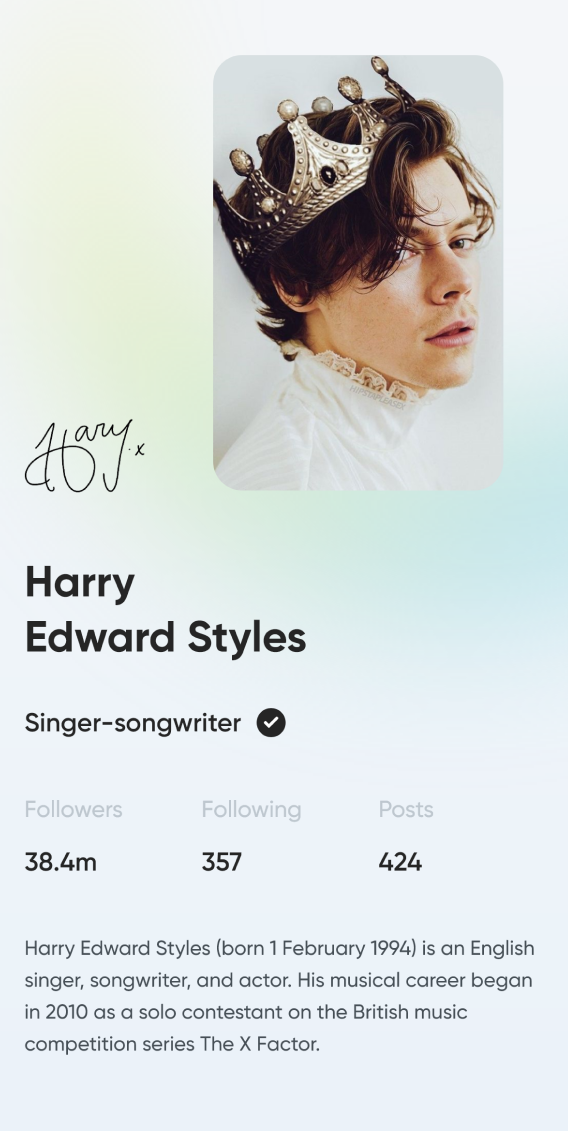 Harry x
Harry
Edward Styles
Singer-songwriter
Followers Following Posts
38.4m 357 424
Harry Edward Styles (born 1 February 1994) is an English
singer, songwriter, and actor. His musical career began
in 2010 as a solo contestant on the British music
competition series The X Factor.